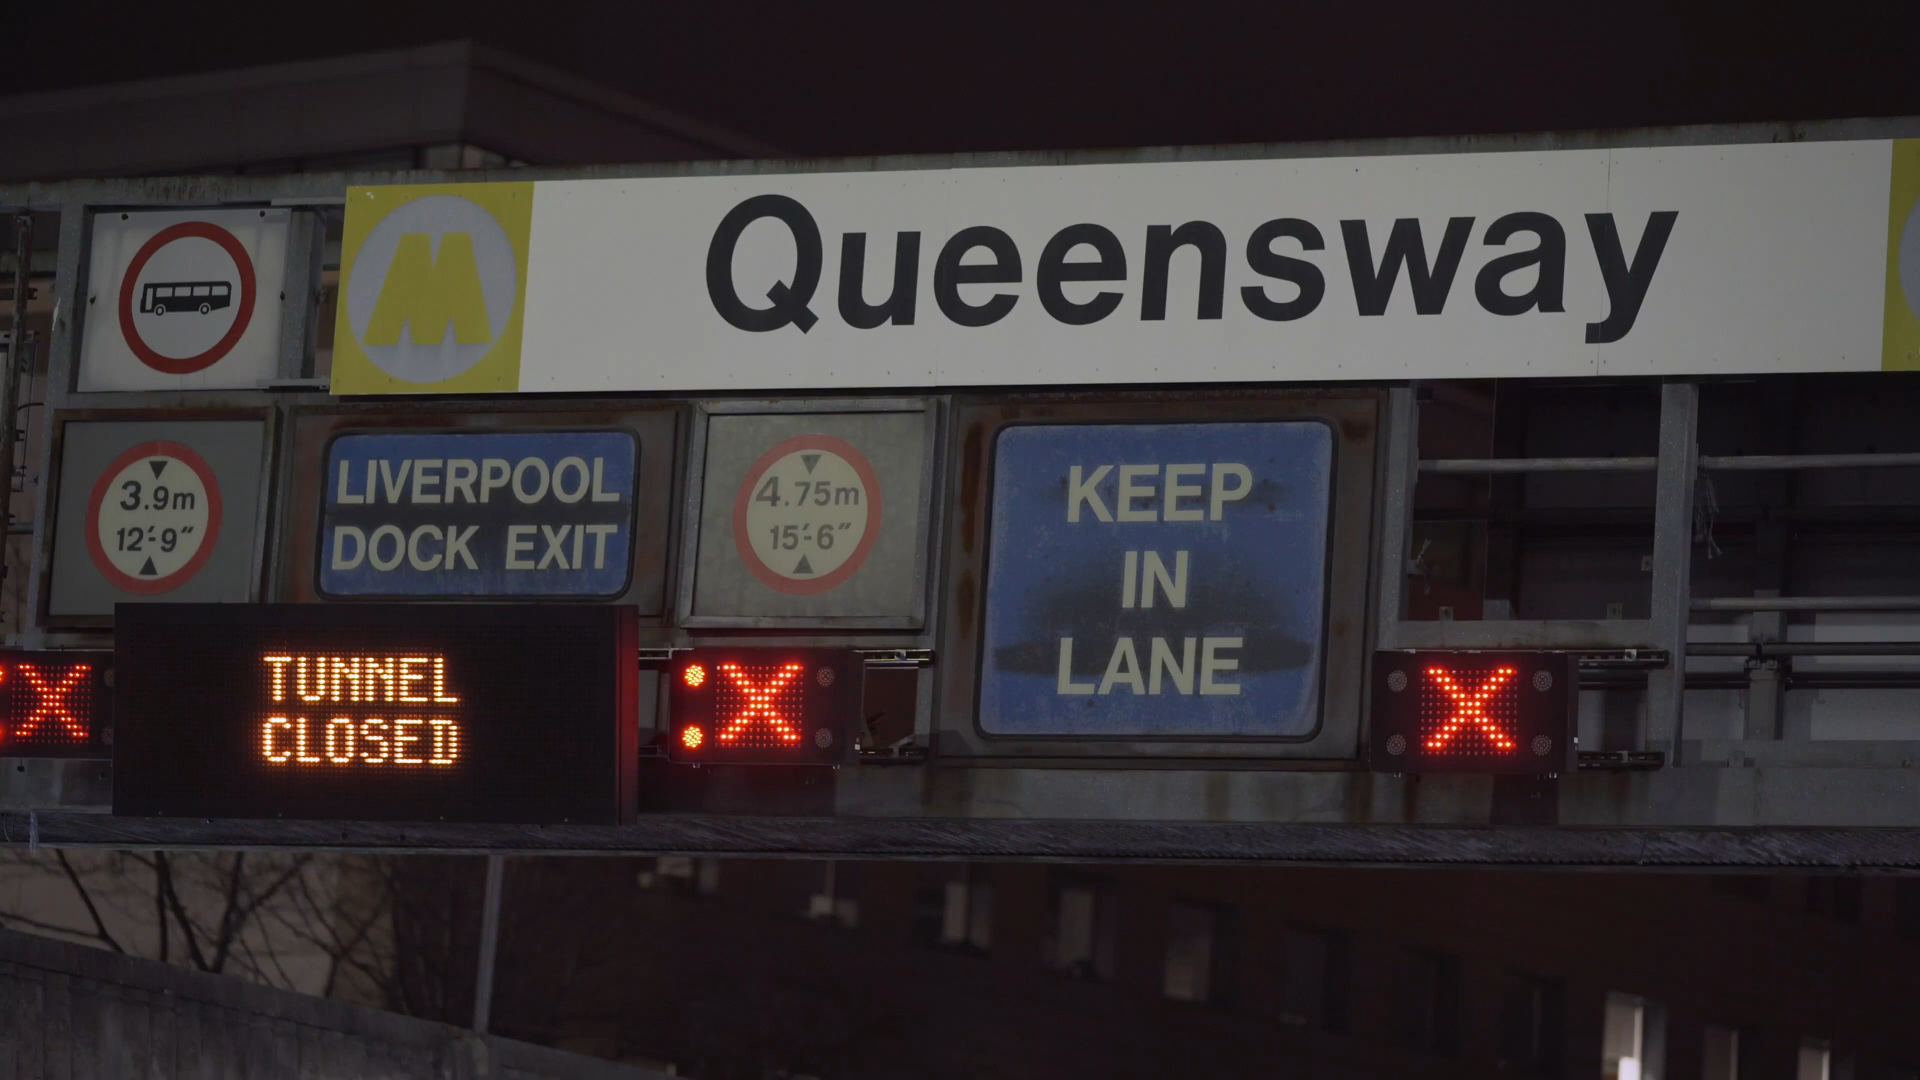 M Queensway
3.9m
12'-9"
LIVERPOOL
DOCK EXIT
4.75m
15'-6"
KEEP
IN
LANE
TUNNEL
CLOSED
X
X
X